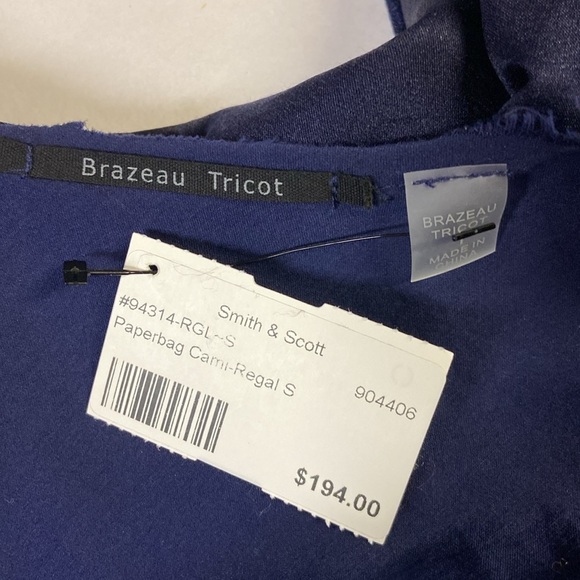 Brazeau Tricot
BRAZEAU
TRICOT
MADE IN
CHINA
Smith & Scott
#94314-RGL-S
Paperbag Cami-Regal S
904406
$194.00